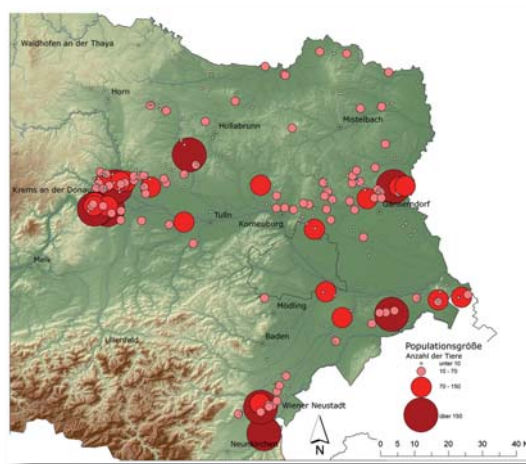 Waidhofen an der Thaya
Horn
Hollabrunn
Mistelbach
Krems an der Donau
Tulln
Korneuburg
Gänserndorf
Melk
Mödling
Lilienfeld
Baden
Wiener Neustadt
Neunkirchen
Populationsgröße
Anzahl der Tiere
unter 10
10 - 70
70 - 150
über 150
N
0 5 10 20 30 40 K